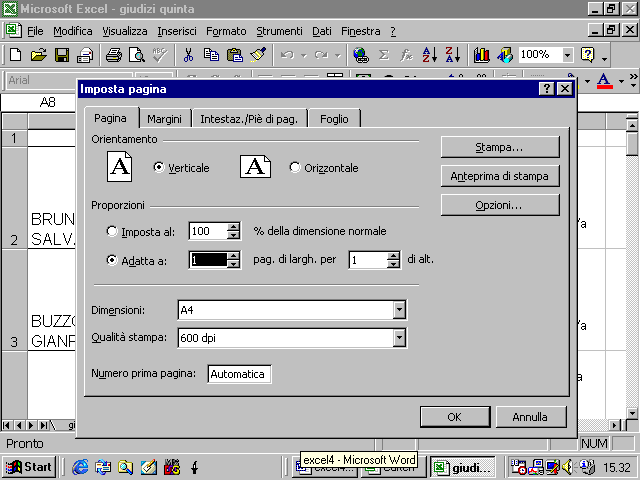 Microsoft Excel - giudizi quinta
File Modifica Visualizza Inserisci Formato Strumenti Dati Finestra ?
100%
Arial
A8
Imposta pagina
Pagina Margini Intestaz./Piè di pag. Foglio
Orientamento
A Verticale A Orizzontale
Stampa...
Anteprima di stampa
Opzioni...
Proporzioni
Imposta al: 100 % della dimensione normale
Adatta a: 1 pag. di largh. per 1 di alt.
Dimensioni: A4
Qualità stampa: 600 dpi
Numero prima pagina: Automatica
OK Annulla
1
2 BRUN
SALV.
3 BUZZO
GIANF
Pronto NUM
excel4 - Microsoft Word
Start excel4... giudi... 15.32